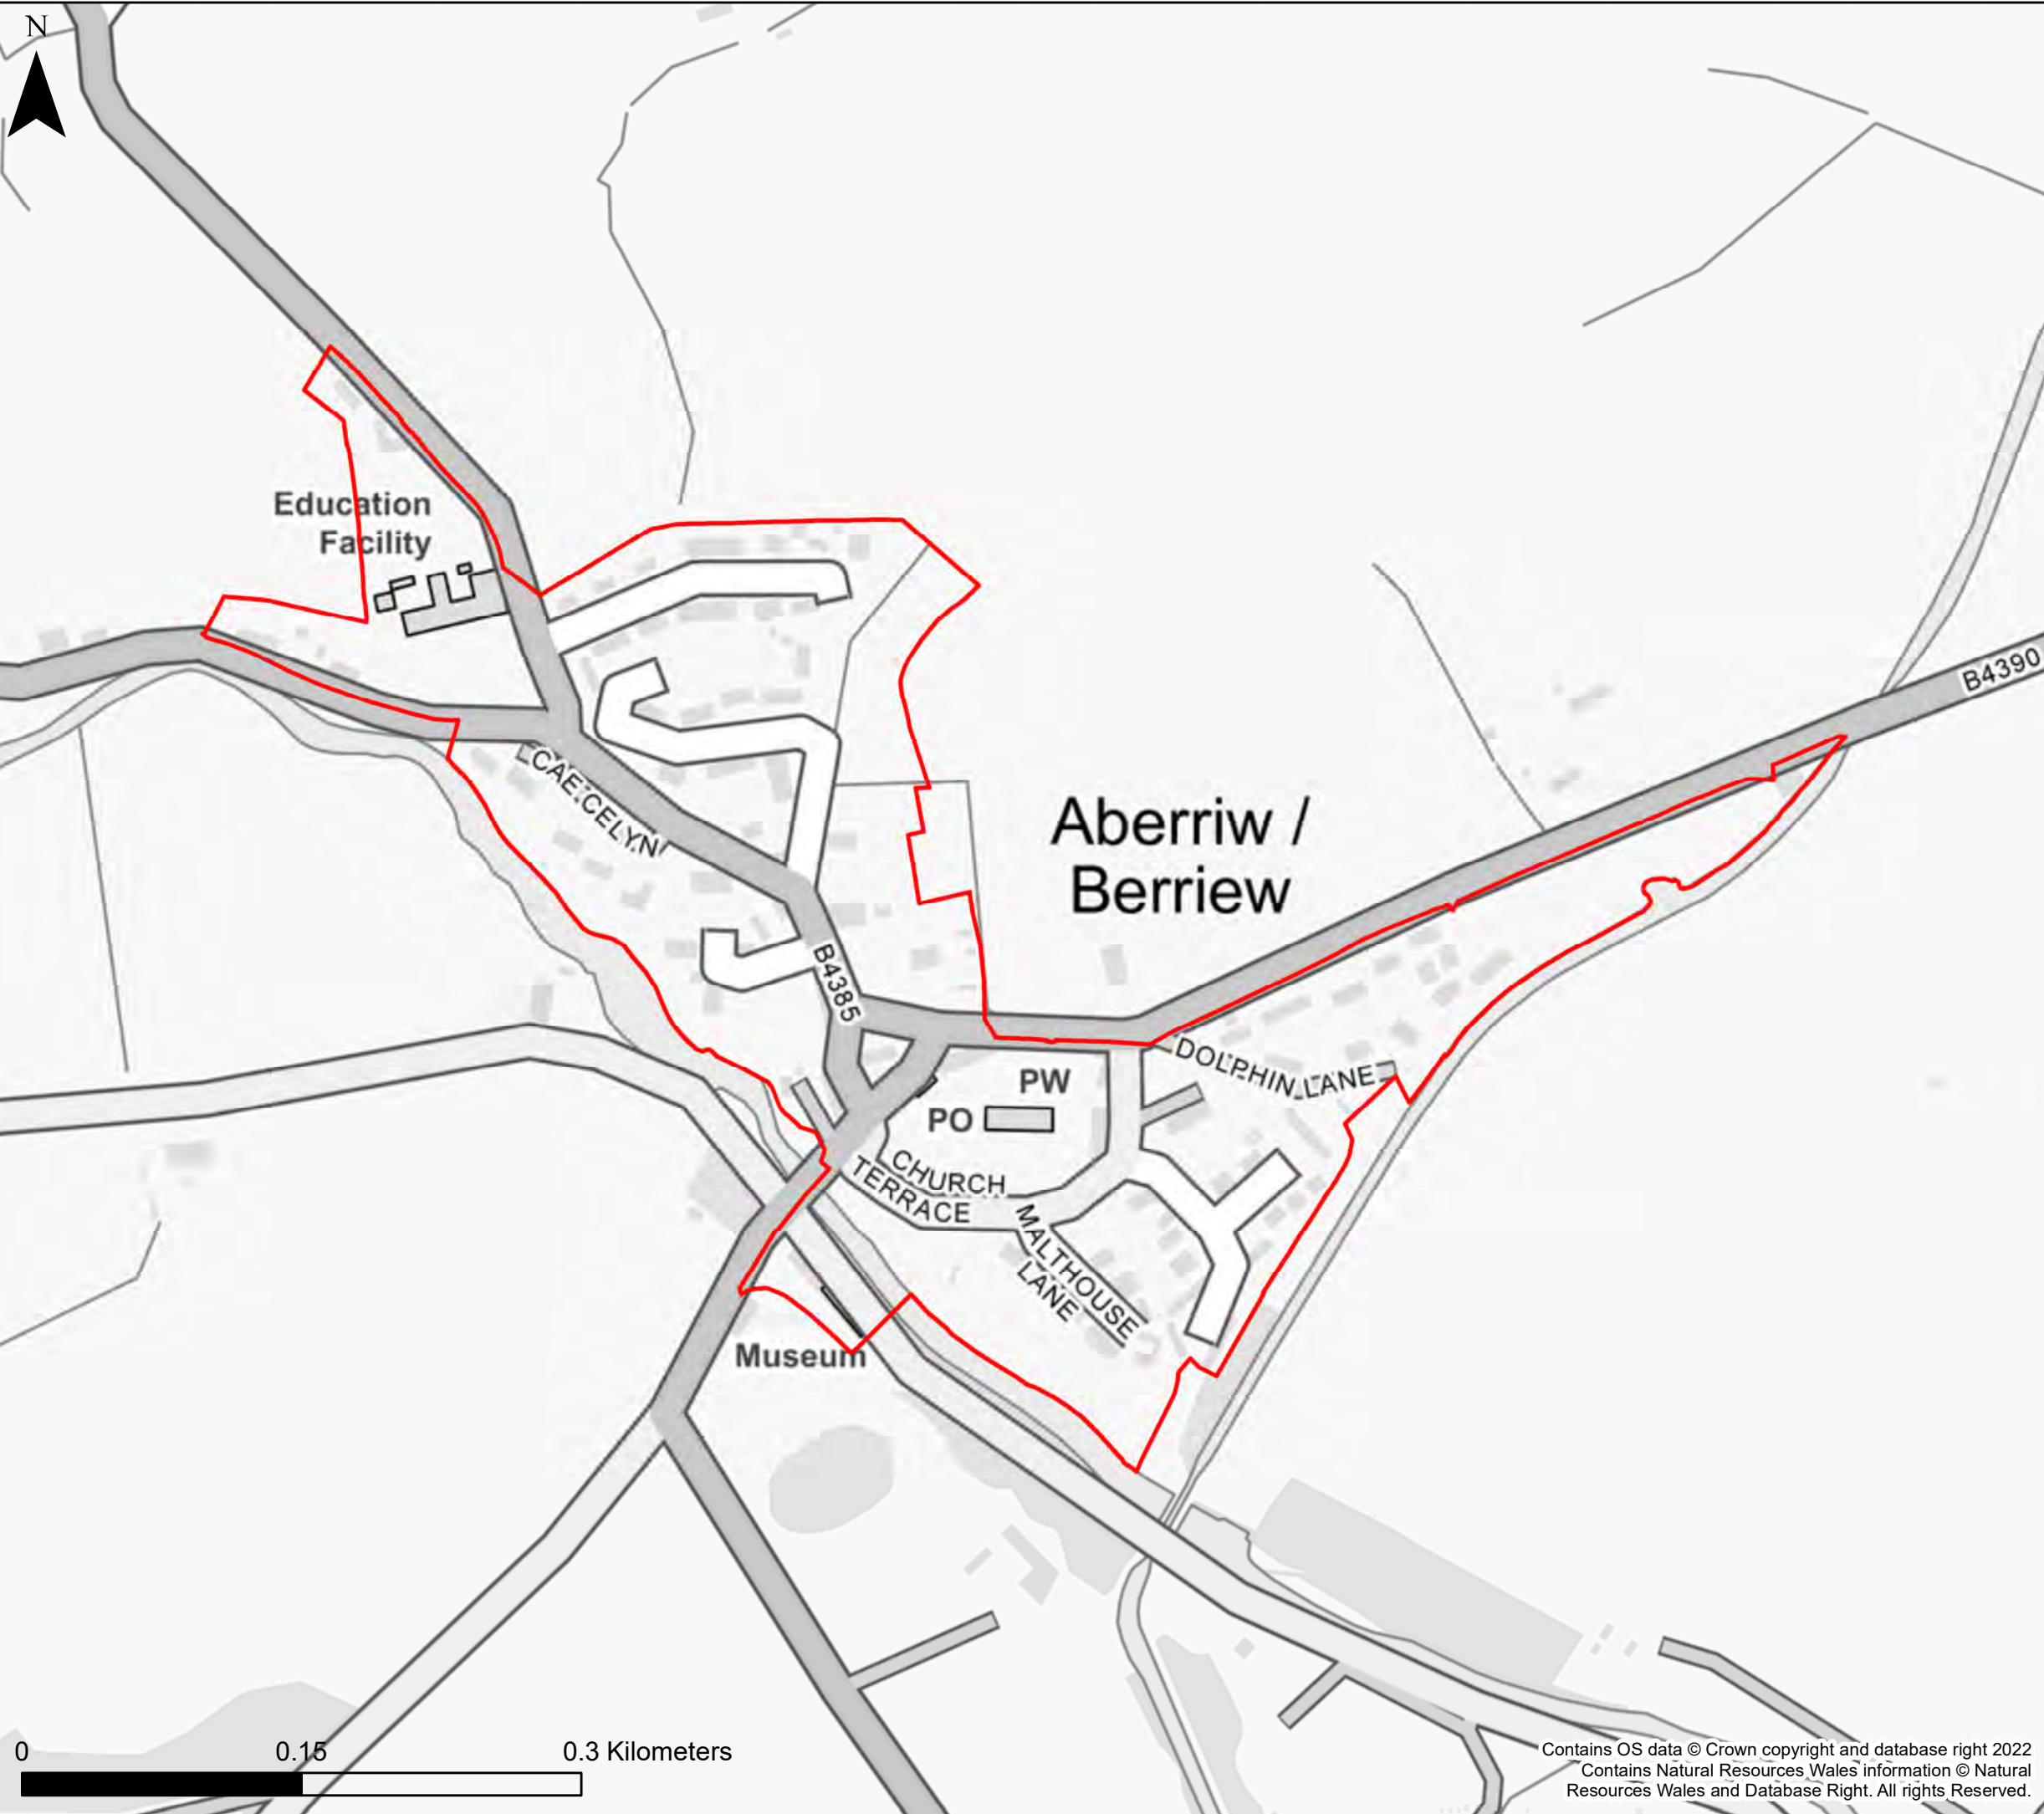 N
Education
Facility
B4390
CAE CELYN
Aberriw /
Berriew
B4385
DOLPHIN LANE
PW
PO
CHURCH
TERRACE
MALTHOUSE
LANE
Museum
0 0.15 0.3 Kilometers
Contains OS data © Crown copyright and database right 2022
Contains Natural Resources Wales information © Natural
Resources Wales and Database Right. All rights Reserved.